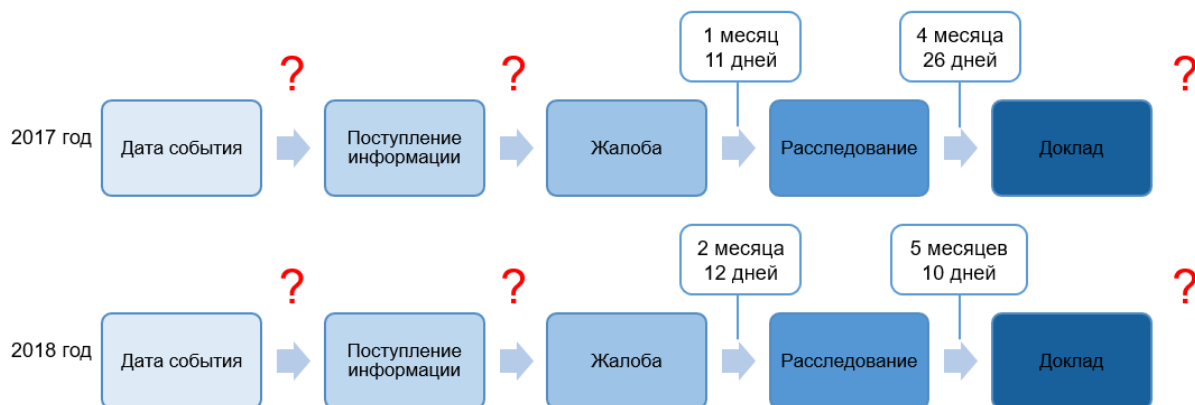 1 месяц
11 дней
4 месяца
26 дней
? ? ?
2017 год
Дата события
Поступление
информации
Жалоба
Расследование
Доклад
2 месяца
12 дней
5 месяцев
10 дней
? ? ?
2018 год
Дата события
Поступление
информации
Жалоба
Расследование
Доклад